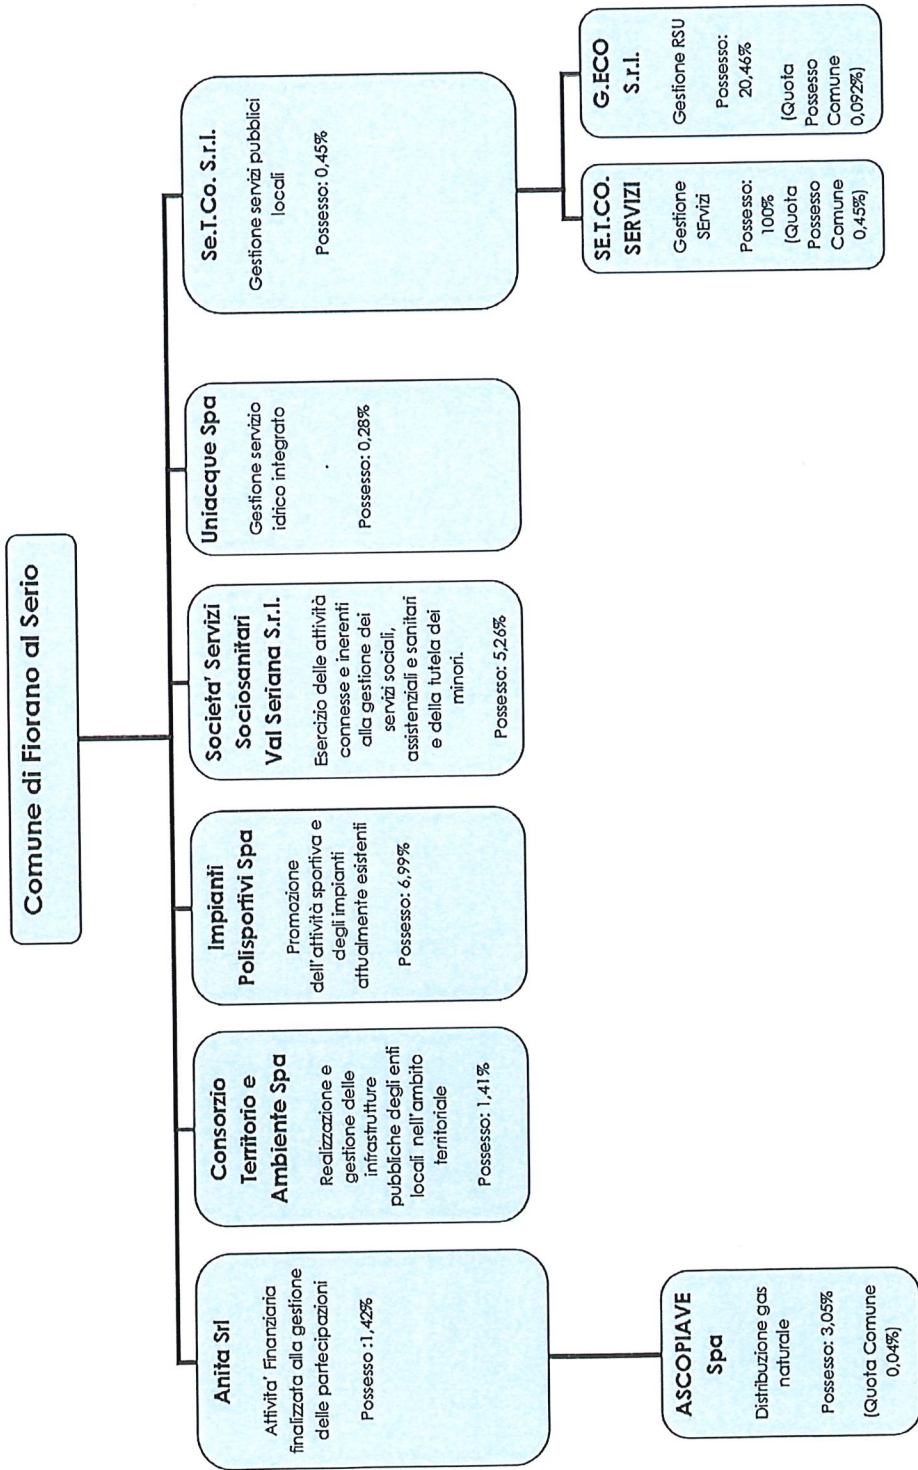 Comune di Fiorano al Serio
Anita Srl
Attivita' Finanziaria
finalizzata alla gestione
delle partecipazioni
Possesso :1,42%
Consorzio
Territorio e
Ambiente Spa
Realizzazione e
gestione delle
infrastrutture
pubbliche degli enti
locali nell'ambito
territoriale
Possesso: 1,41%
Impianti
Polisportivi Spa
Promozione
dell'attività sportiva e
degli impianti
attualmente esistenti
Possesso: 6,99%
Societa' Servizi
Sociosanitari
Val Seriana S.r.l.
Esercizio delle attività
connesse e inerenti
alla gestione dei
servizi sociali,
assistenziali e sanitari
e della tutela dei
minori.
Possesso: 5,26%
Uniacque Spa
Gestione servizio
idrico integrato
Possesso: 0,28%
Se.T.Co. S.r.l.
Gestione servizi pubblici
locali
Possesso: 0,45%
ASCOPIAVE
Spa
Distribuzione gas
naturale
Possesso: 3,05%
(Quota Comune
0,04%)
SE.T.CO.
SERVIZI
Gestione
SErvizi
Possesso:
100%
(Quota
Possesso
Comune
0,45%)
G.ECO
S.r.l.
Gestione RSU
Possesso:
20,46%
(Quota
Possesso
Comune
0,092%)